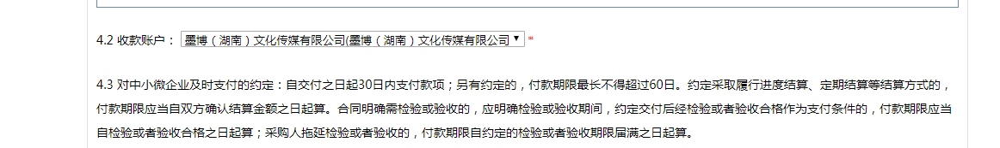 4.2 收款账户： 墨博（湖南）文化传媒有限公司(墨博（湖南）文化传媒有限公司 ▼ *
4.3 对中小微企业及时支付的约定：自交付之日起30日内支付款项；另有约定的，付款期限最长不得超过60日。约定采取履行进度结算、定期结算等结算方式的，
付款期限应当自双方确认结算金额之日起算。合同明确需检验或验收的，应明确检验或验收期间，约定交付后经检验或者验收合格作为支付条件的，付款期限应当
自检验或者验收合格之日起算；采购人拖延检验或者验收的，付款期限自约定的检验或者验收期限届满之日起算。